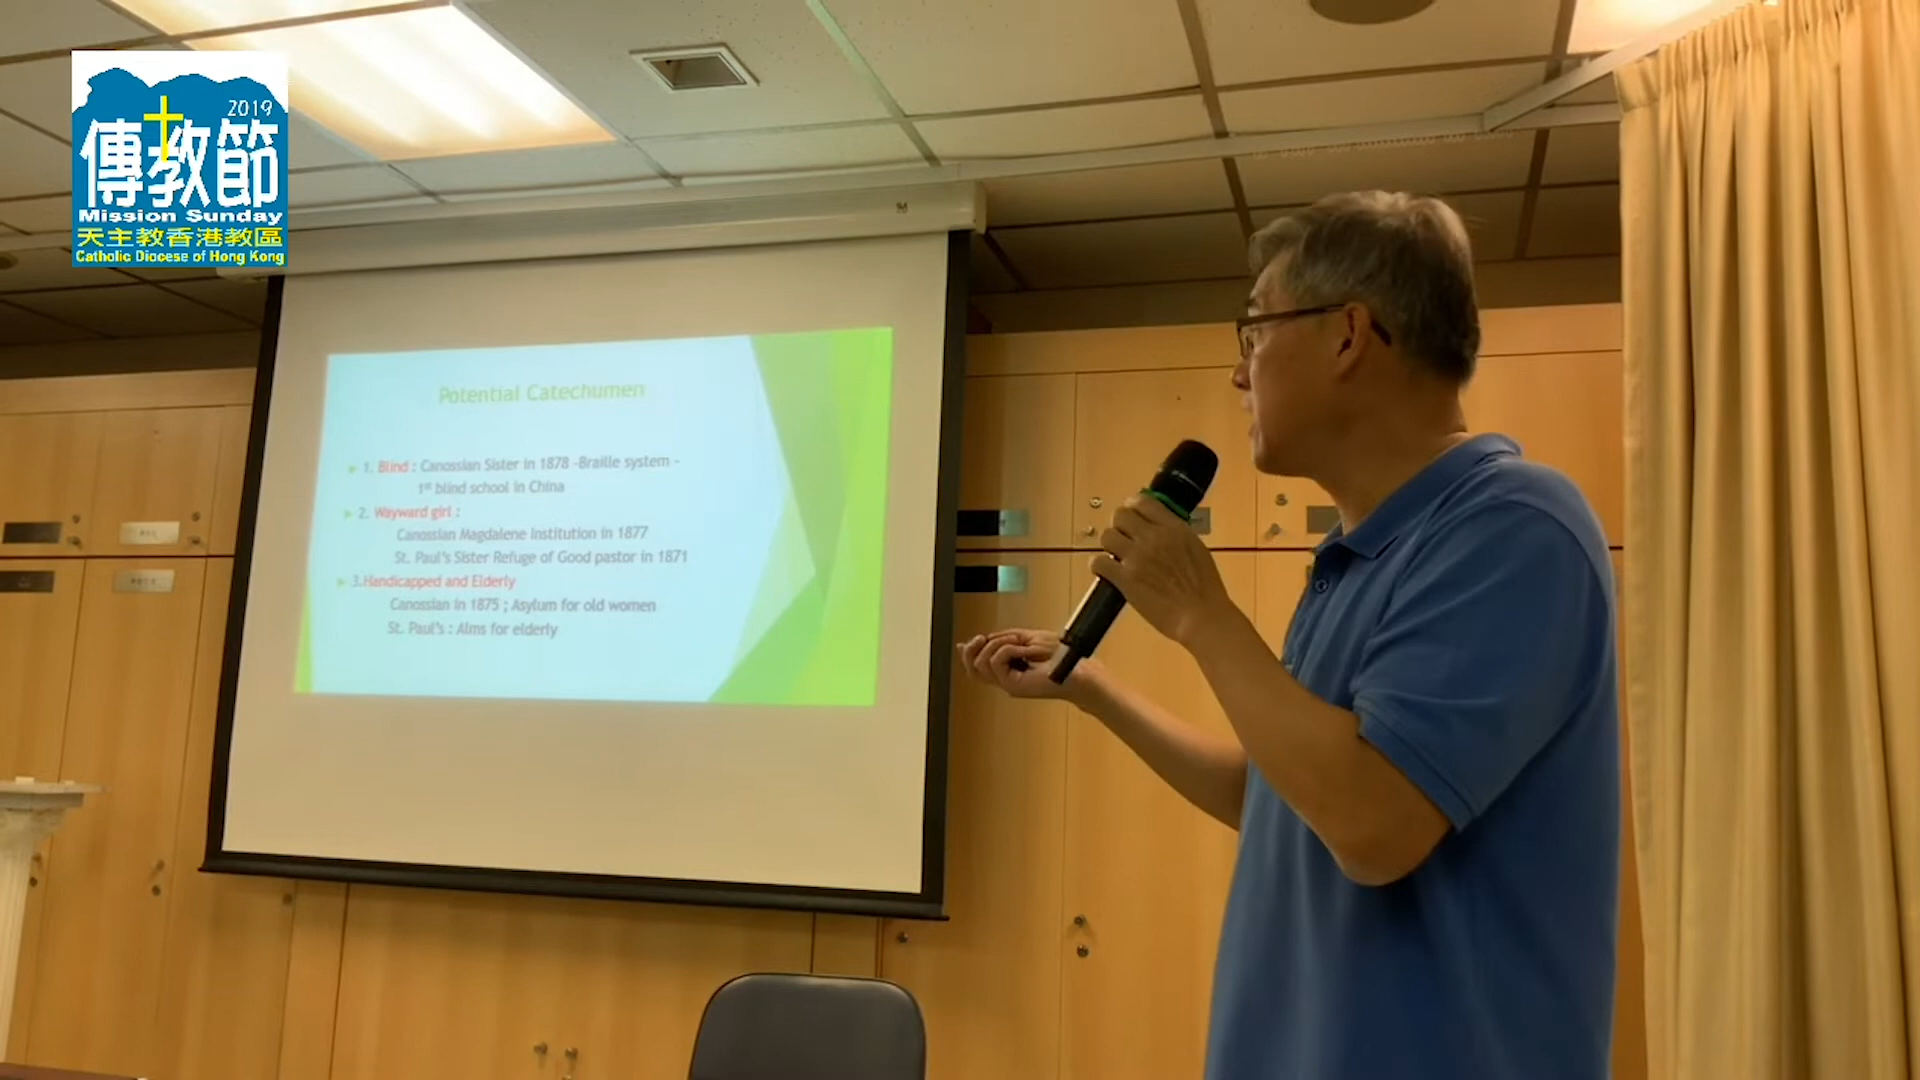 2019
傳教節
Mission Sunday
天主教香港教區
Catholic Diocese of Hong Kong
Potential Catechumen
1. Blind : Canossian Sister in 1878 -Braille system -
1st blind school in China
2. Wayward girl :
Canossian Magdalene Institution in 1877
St. Paul's Sister Refuge of Good pastor in 1871
3.Handicapped and Elderly
Canossian in 1875 ; Asylum for old women
St. Paul's : Alms for elderly